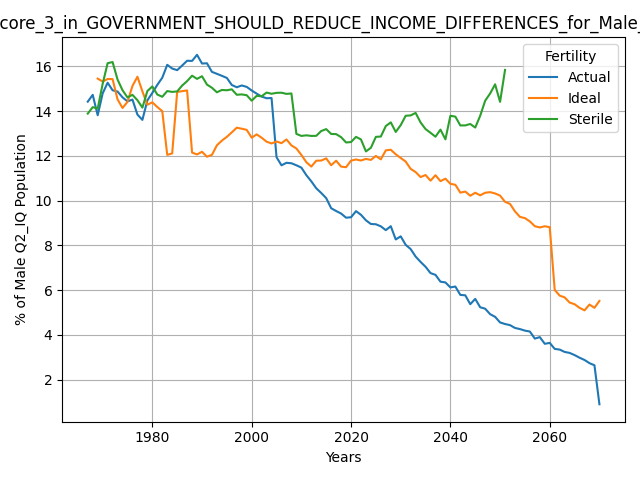 core_3_in_GOVERNMENT_SHOULD_REDUCE_INCOME_DIFFERENCES_for_Male_
% of Male Q2_IQ Population
16
14
12
10
8
6
4
2
Fertility
Actual
Ideal
Sterile
1980
2000
2020
2040
2060
Years